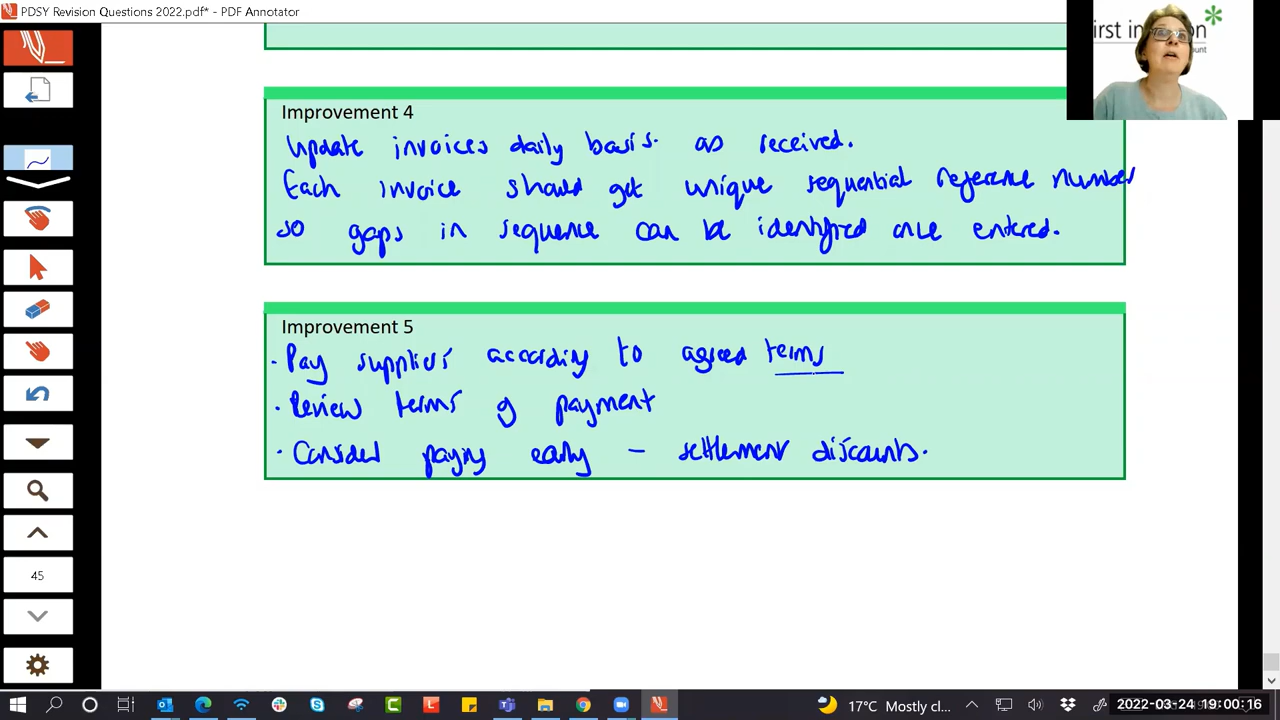 PDSY Revision Questions 2022.pdf* - PDF Annotator
irst in
ount
Improvement 4
Update invoices daily basis. as received.
Each invoice should get unique sequential reference number
so gaps in sequence can be identified once entered.
Improvement 5
· Pay suppliers according to agreed terms
· Review terms of payment
· Consider paying early - settlement discounts.
45
17°C Mostly cl...
2022-03-24 19:00:16